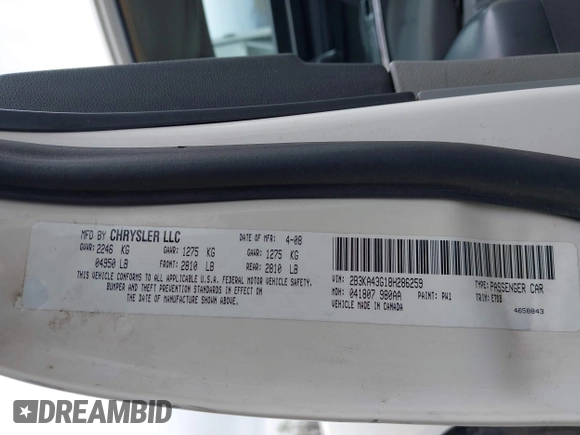 MFD BY CHRYSLER LLC DATE OF MFR: 4-08
GVWR: 2246 KG GAWR: 1275 KG GAWR: 1275 KG
04950 LB FRONT: 2810 LB REAR: 2810 LB
THIS VEHICLE CONFORMS TO ALL APPLICABLE U.S.A. FEDERAL MOTOR VEHICLE SAFETY,
BUMPER AND THEFT PREVENTION STANDARDS IN EFFECT ON
THE DATE OF MANUFACTURE SHOWN ABOVE.
VIN: 2B3KA43G18H286259 TYPE: PASSENGER CAR
MDH: 041807 980AA PAINT: PW1 TRIM: ETDB
VEHICLE MADE IN CANADA 4658843
DREAMBID